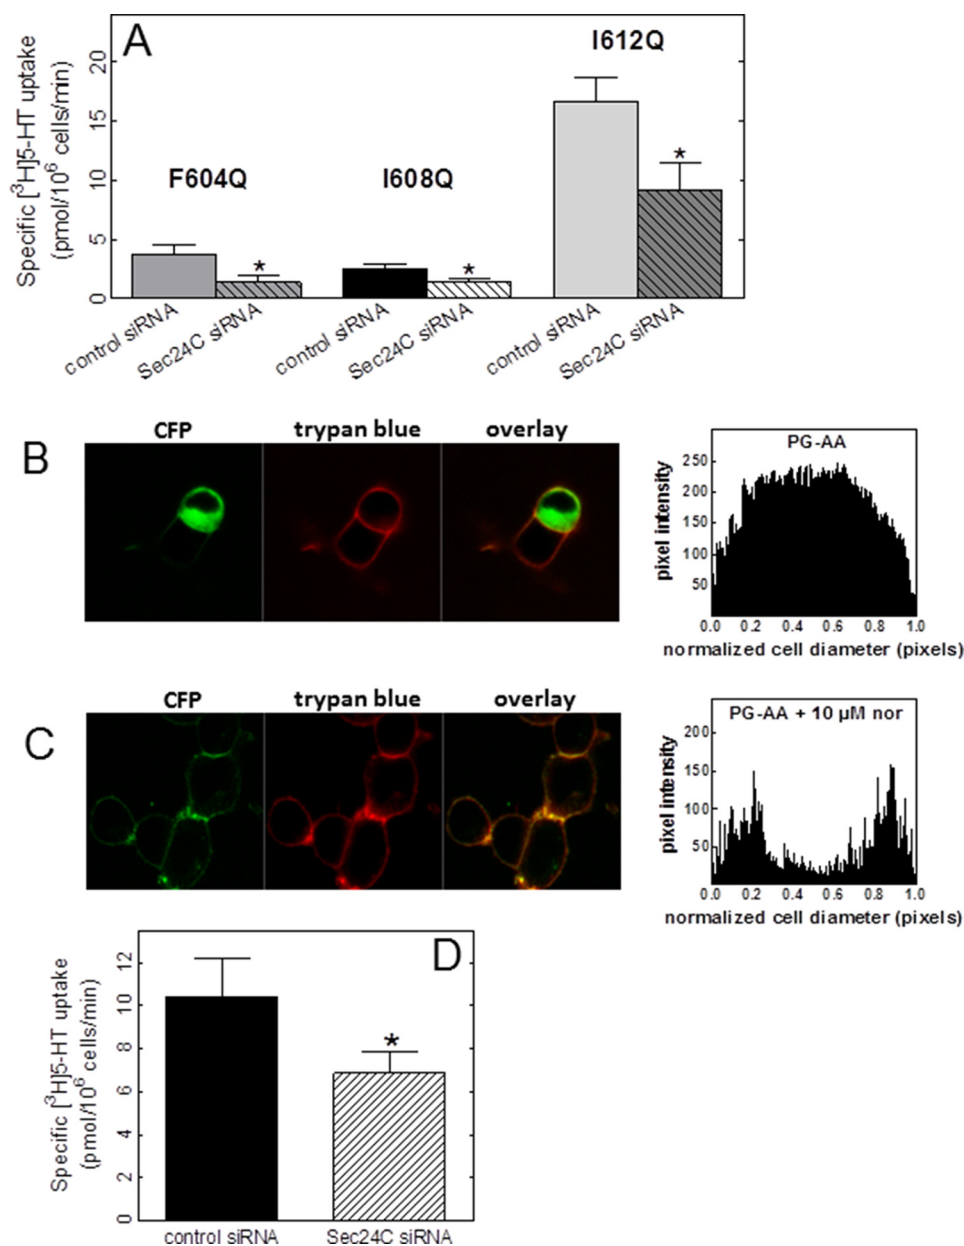 A
Specific [³H]5-HT uptake
(pmol/10⁶ cells/min)
20
15
10
5
0
F604Q
I608Q
I612Q
*
*
*
control siRNA
Sec24C siRNA
control siRNA
Sec24C siRNA
control siRNA
Sec24C siRNA
B
CFP
trypan blue
overlay
PG-AA
pixel intensity
250
200
150
100
50
0.0 0.2 0.4 0.6 0.8 1.0
normalized cell diameter (pixels)
C
CFP
trypan blue
overlay
PG-AA + 10 µM nor
pixel intensity
200
150
100
50
0.0 0.2 0.4 0.6 0.8 1.0
normalized cell diameter (pixels)
D
Specific [³H]5-HT uptake
(pmol/10⁶ cells/min)
12
10
8
6
4
2
0
*
control siRNA
Sec24C siRNA